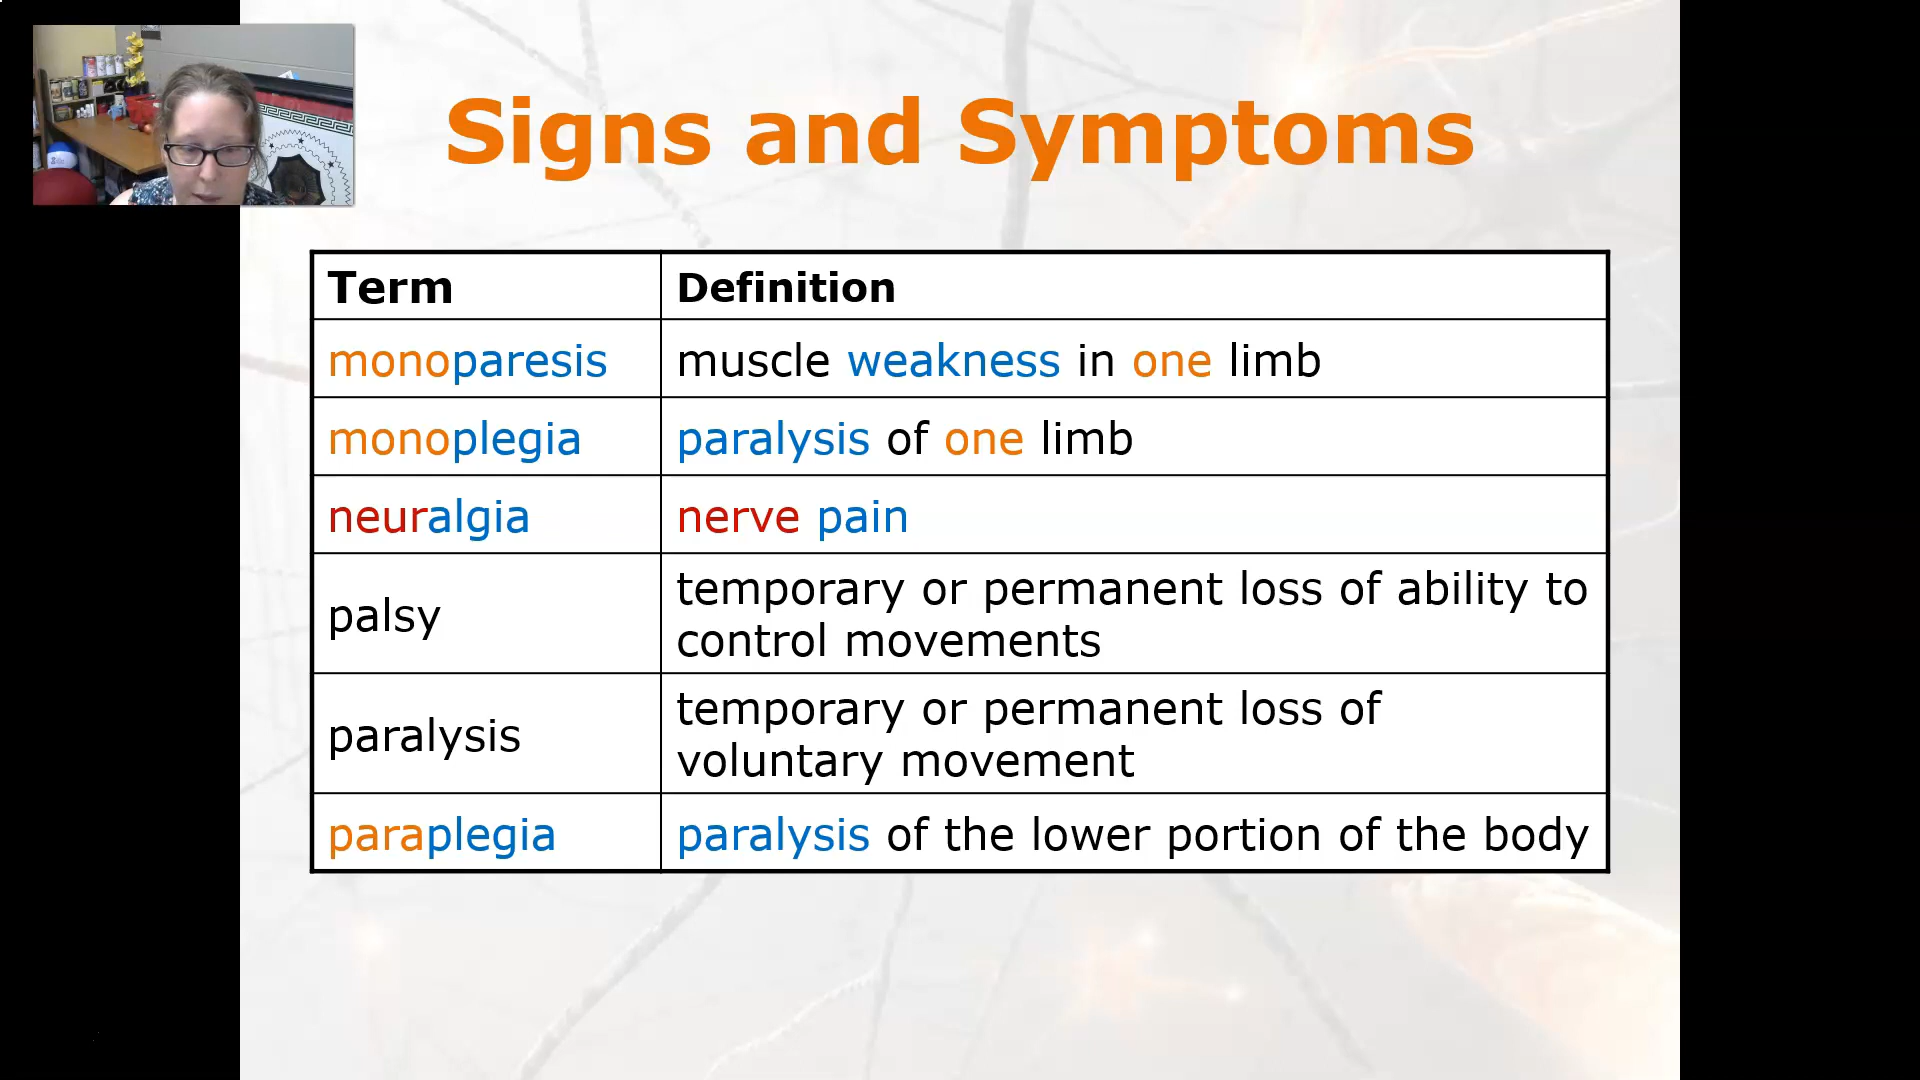 Signs and Symptoms
Term Definition
monoparesis muscle weakness in one limb
monoplegia paralysis of one limb
neuralgia nerve pain
palsy temporary or permanent loss of ability to
control movements
paralysis temporary or permanent loss of
voluntary movement
paraplegia paralysis of the lower portion of the body